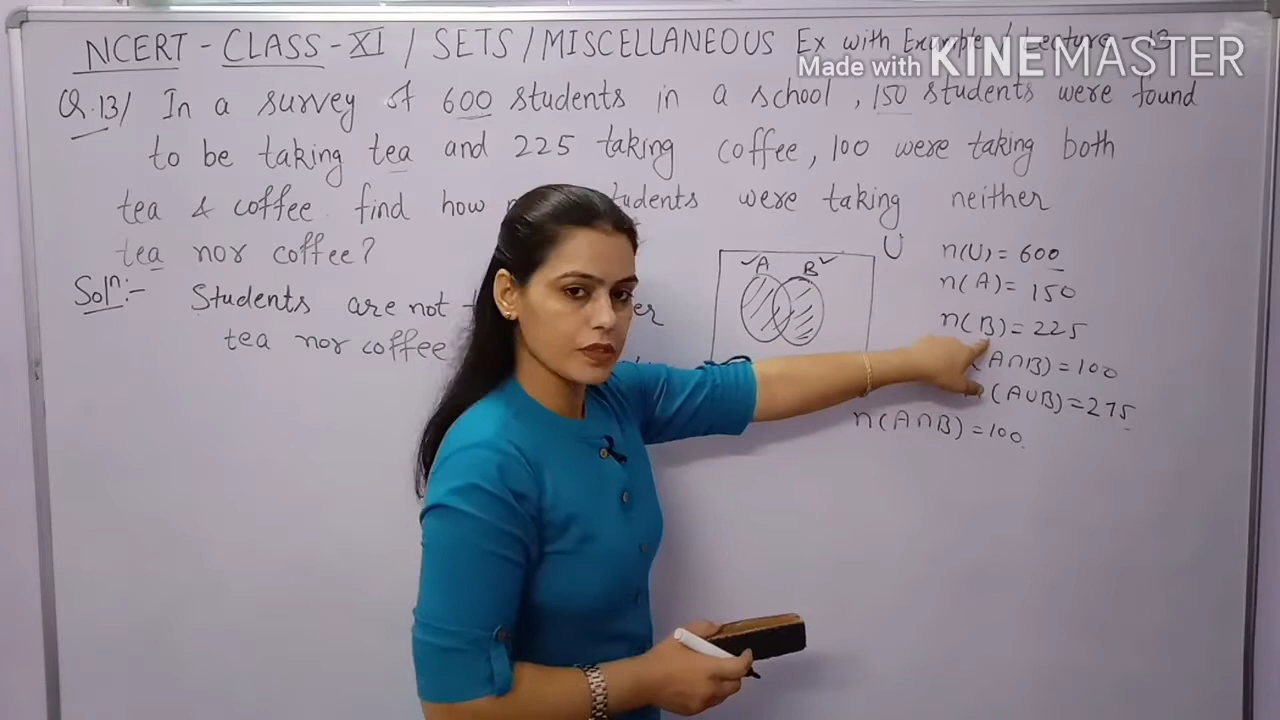 NCERT - CLASS - XI / SETS / MISCELLANEOUS Ex with Examples / Lecture - 13
Made with KINEMASTER
Q.13/ In a survey of 600 students in a school, 150 students were found
to be taking tea and 225 taking coffee, 100 were taking both
tea & coffee. find how students were taking neither
tea nor coffee?
Soln:- Students are not
tea nor coffee
A B U
n(U) = 600
n(A) = 150
n(B) = 225
(A∩B) = 100
(A∪B) = 275
n(A∩B) = 100